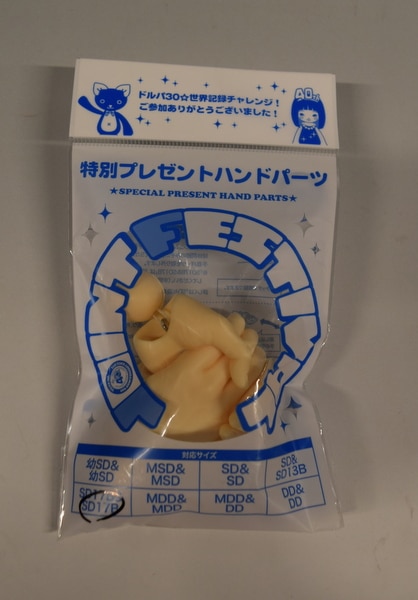 ドルパ30☆世界記録チャレンジ！
ご参加ありがとうございました！
特別プレゼントハンドパーツ
★SPECIAL PRESENT HAND PARTS★
JOINT FESTIVAL
対応サイズ
幼SD&
幼SD
MSD&
MSD
SD&
SD
SD&
SD13B
SD17B&
SD17B
MDD&
MDD
MDD&
DD
DD&
DD